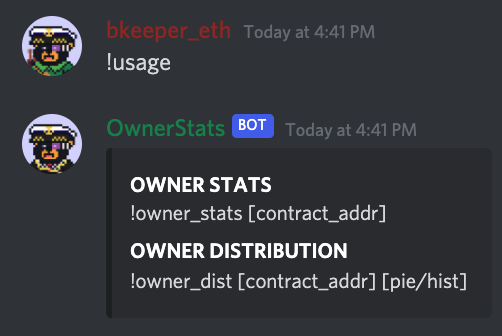 bkeeper_eth Today at 4:41 PM
!usage
OwnerStats BOT Today at 4:41 PM
OWNER STATS
!owner_stats [contract_addr]
OWNER DISTRIBUTION
!owner_dist [contract_addr] [pie/hist]